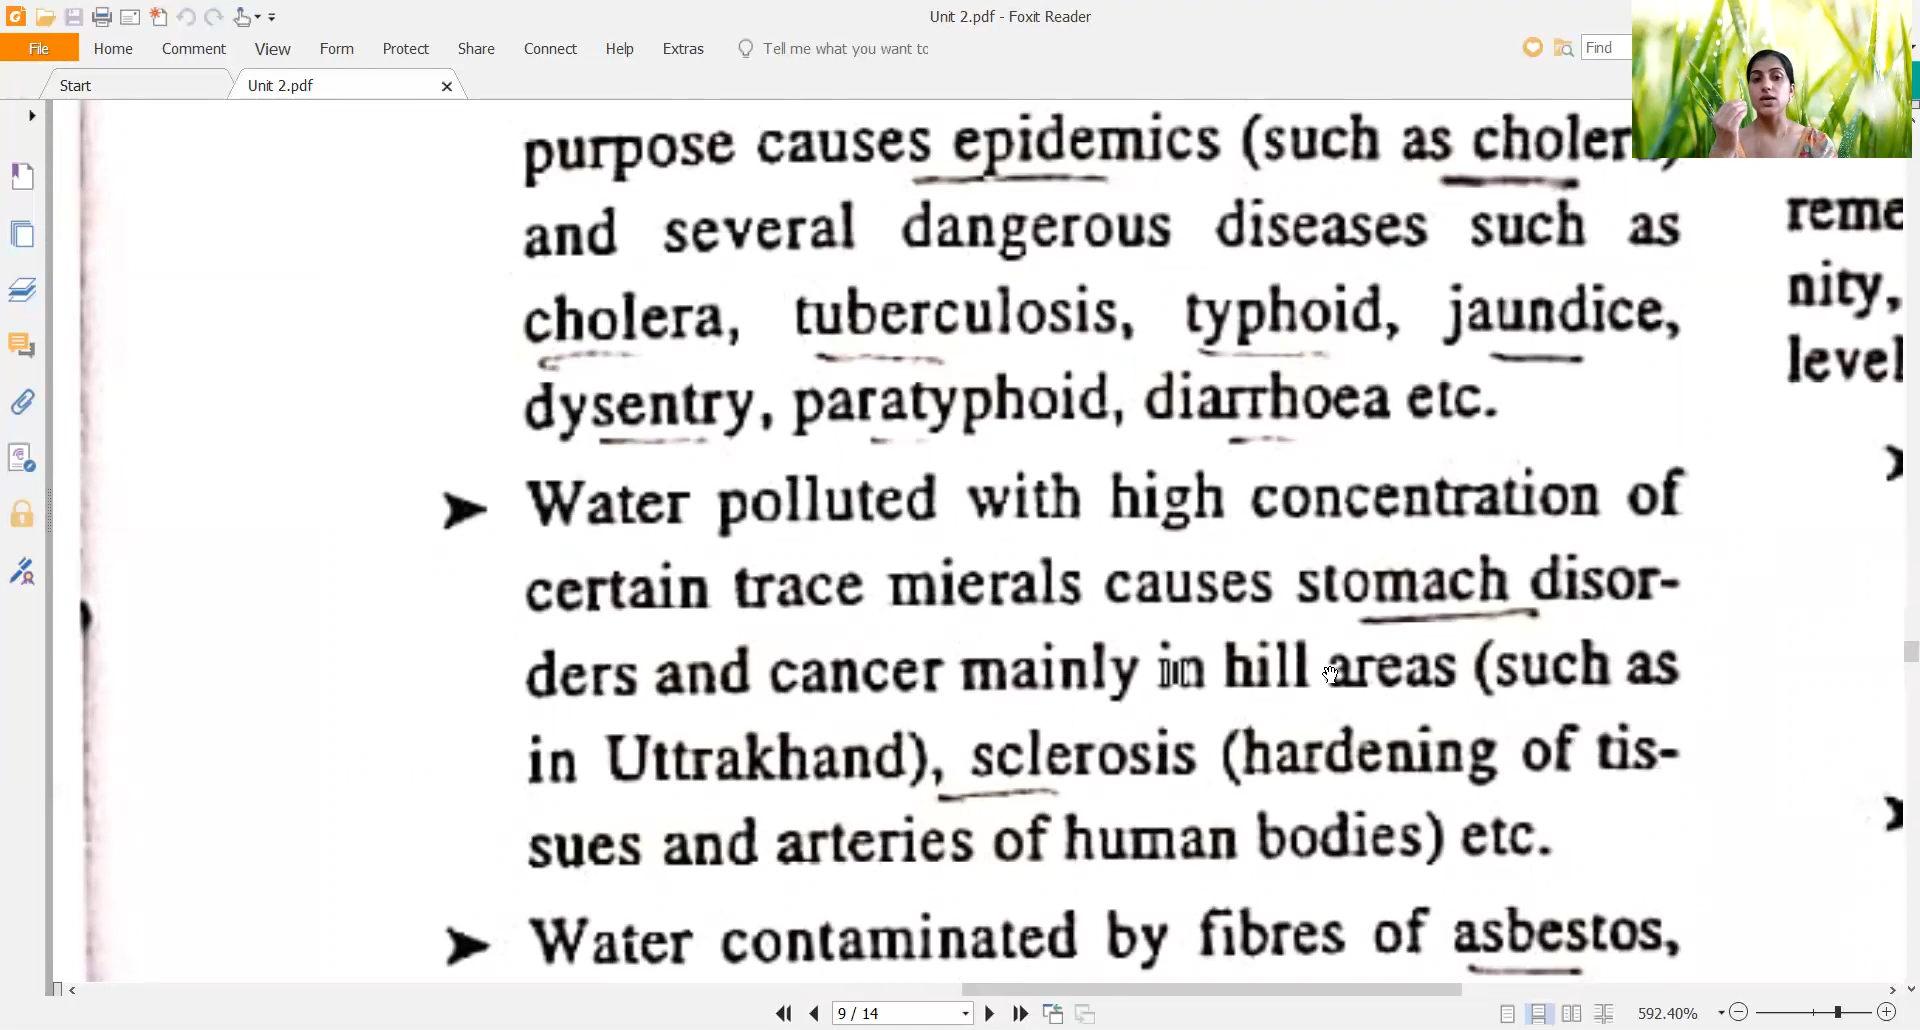 Unit 2.pdf - Foxit Reader
File Home Comment View Form Protect Share Connect Help Extras Tell me what you want to Find
Start Unit 2.pdf
purpose causes epidemics (such as
and several dangerous diseases such as
cholera, tuberculosis, typhoid, jaundice,
dysentry, paratyphoid, diarrhoea etc.
Water polluted with high concentration of
certain trace mierals causes stomach disor-
ders and cancer mainly in hill areas (such as
in Uttrakhand), sclerosis (hardening of tis-
sues and arteries of human bodies) etc.
Water contaminated by fibres of asbestos,
nity,
level
9 / 14
592.40%